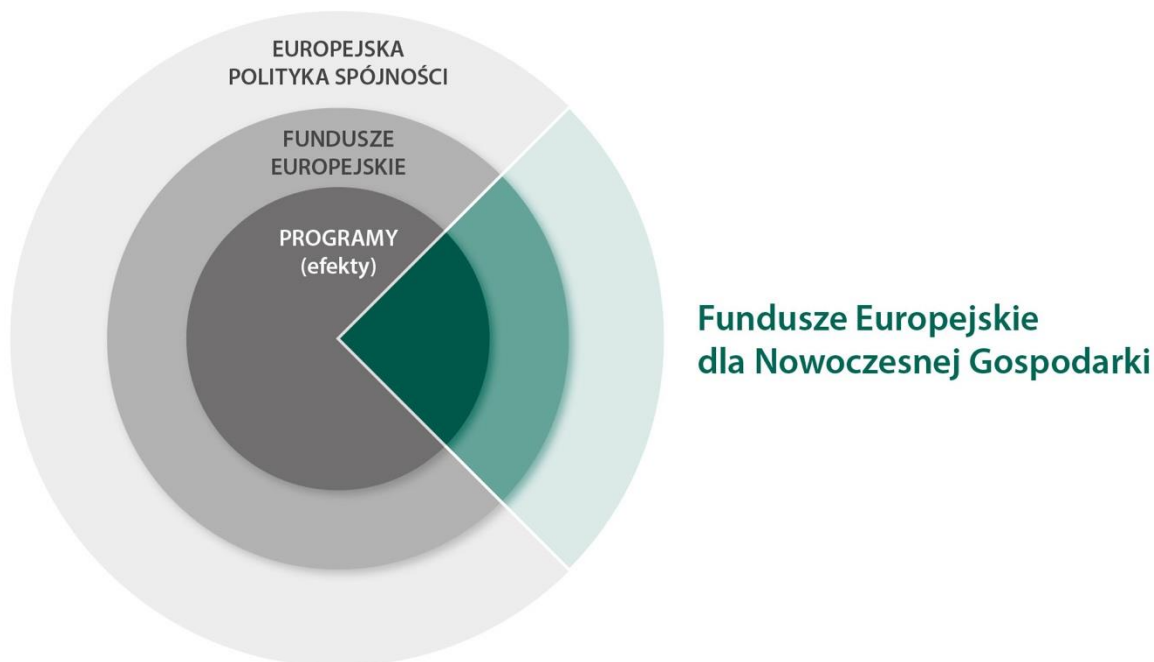 EUROPEJSKA
POLITYKA SPÓJNOŚCI
FUNDUSZE
EUROPEJSKIE
PROGRAMY
(efekty)
Fundusze Europejskie
dla Nowoczesnej Gospodarki